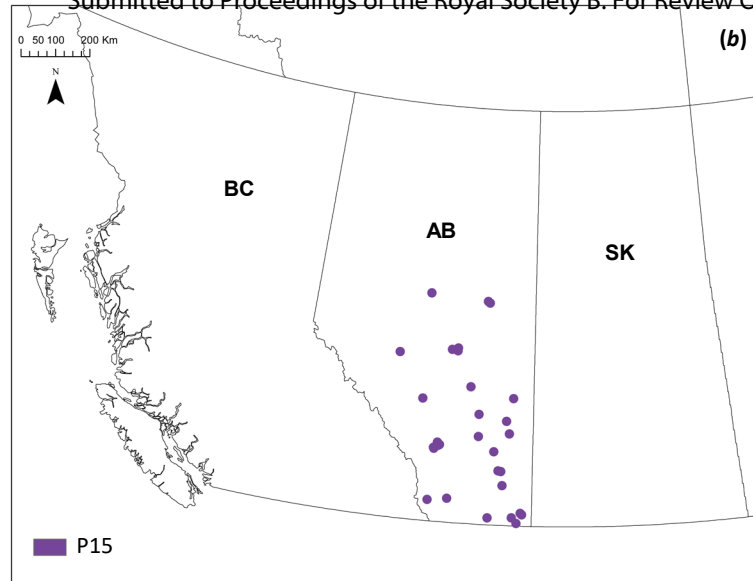 Submitted to Proceedings of the Royal Society B: For Review
(b)
0 50 100 200 Km
N
BC
AB
SK
P15